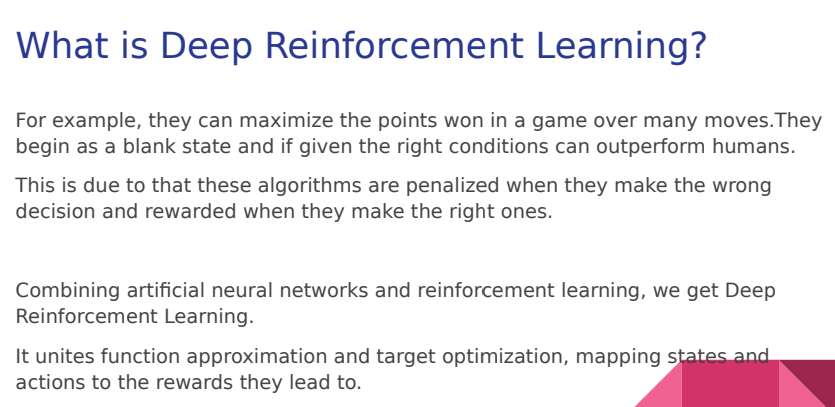 What is Deep Reinforcement Learning?
For example, they can maximize the points won in a game over many moves.They
begin as a blank state and if given the right conditions can outperform humans.
This is due to that these algorithms are penalized when they make the wrong
decision and rewarded when they make the right ones.
Combining artificial neural networks and reinforcement learning, we get Deep
Reinforcement Learning.
It unites function approximation and target optimization, mapping states and
actions to the rewards they lead to.